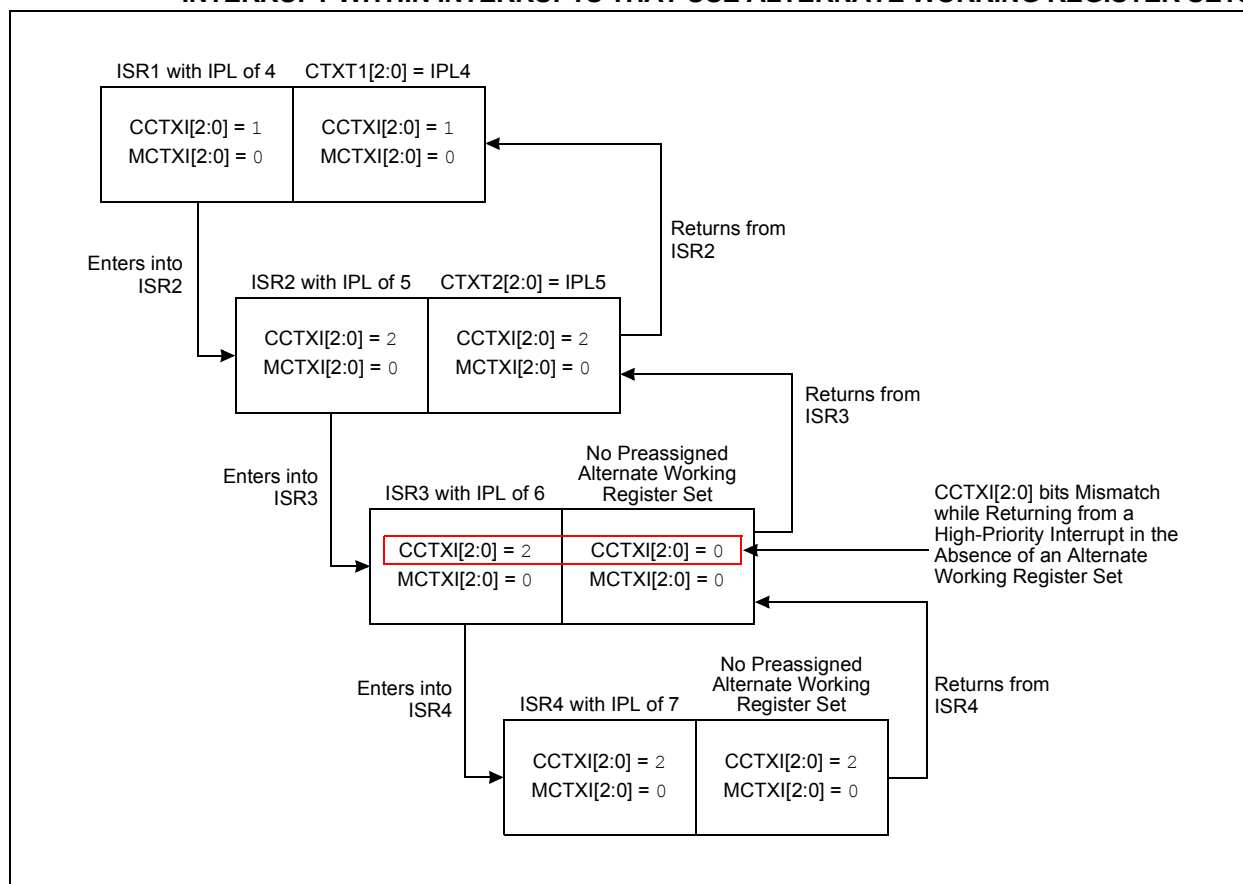 ISR1 with IPL of 4
CTXT1[2:0] = IPL4
CCTXI[2:0] = 1
MCTXI[2:0] = 0
CCTXI[2:0] = 1
MCTXI[2:0] = 0
Enters into
ISR2
Returns from
ISR2
ISR2 with IPL of 5
CTXT2[2:0] = IPL5
CCTXI[2:0] = 2
MCTXI[2:0] = 0
CCTXI[2:0] = 2
MCTXI[2:0] = 0
Enters into
ISR3
Returns from
ISR3
ISR3 with IPL of 6
No Preassigned
Alternate Working
Register Set
CCTXI[2:0] = 2
MCTXI[2:0] = 0
CCTXI[2:0] = 0
MCTXI[2:0] = 0
CCTXI[2:0] bits Mismatch
while Returning from a
High-Priority Interrupt in the
Absence of an Alternate
Working Register Set
Enters into
ISR4
Returns from
ISR4
ISR4 with IPL of 7
No Preassigned
Alternate Working
Register Set
CCTXI[2:0] = 2
MCTXI[2:0] = 0
CCTXI[2:0] = 2
MCTXI[2:0] = 0